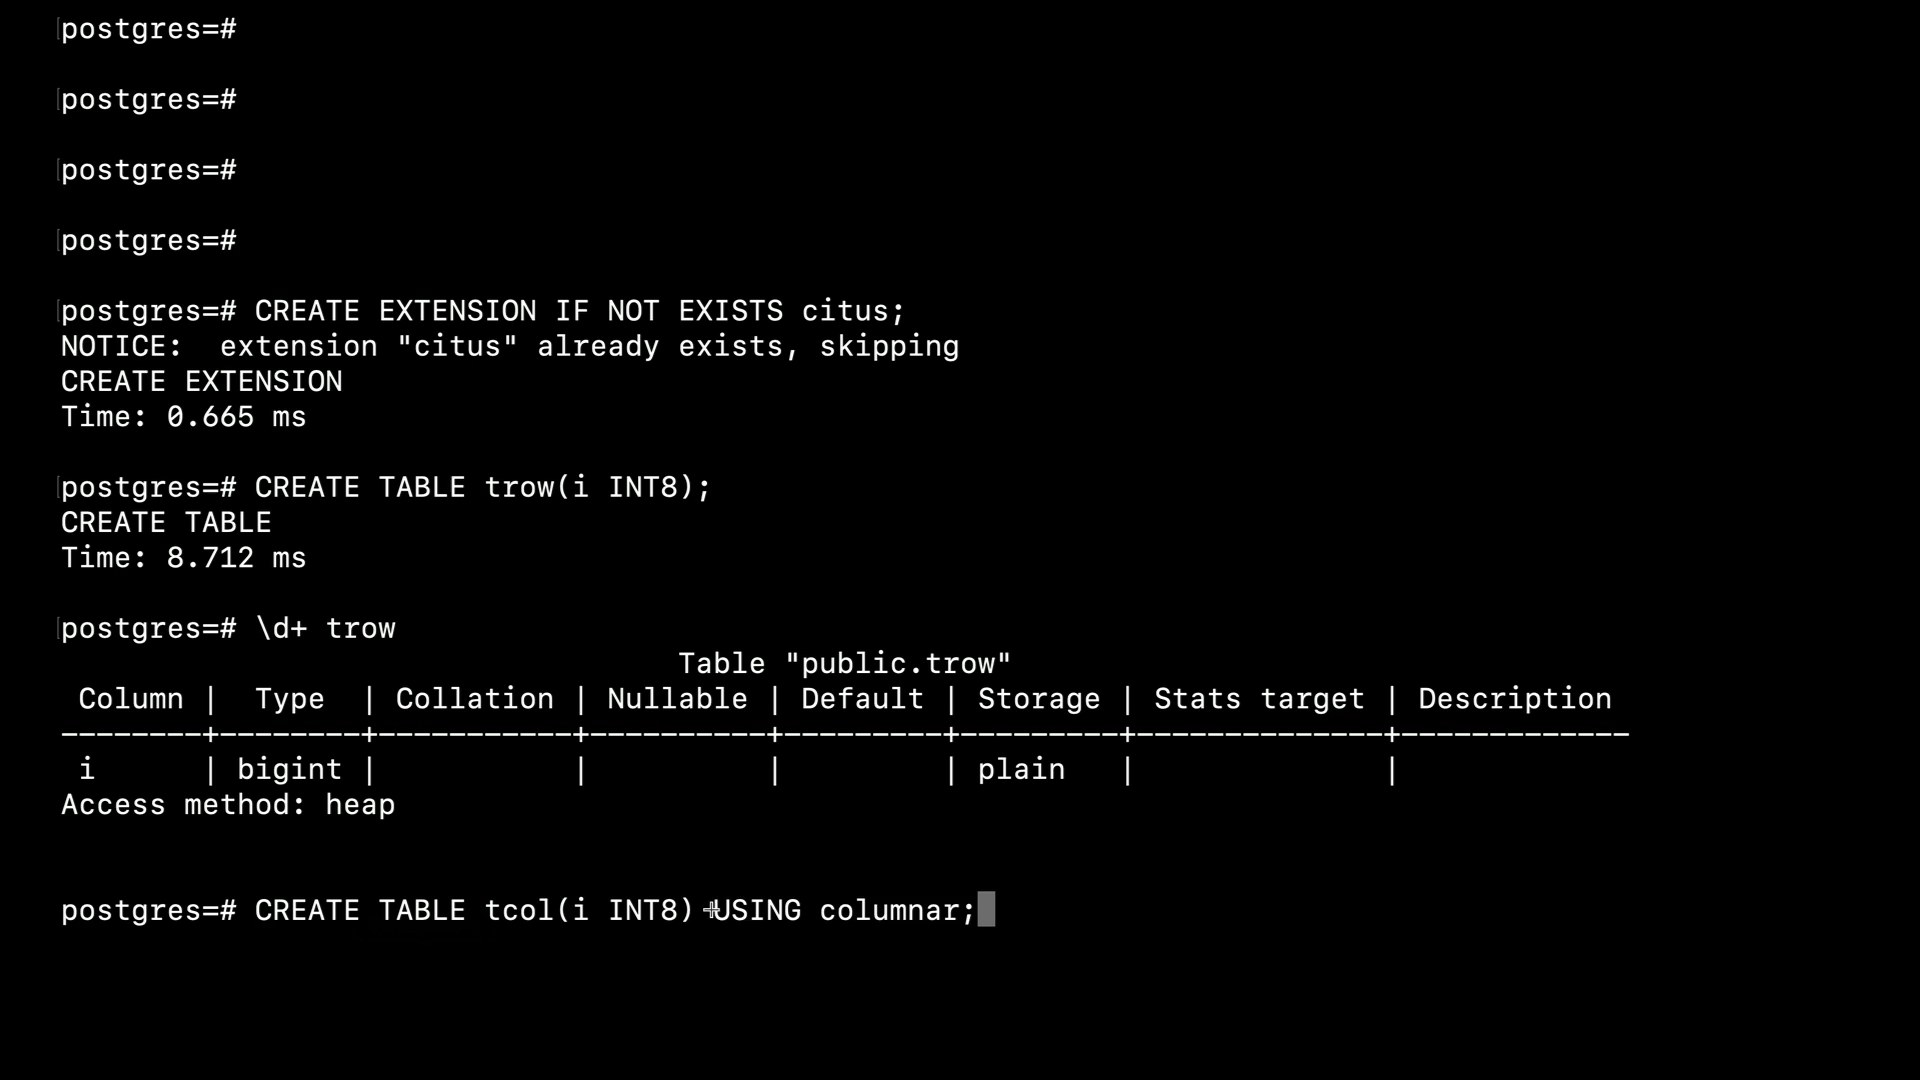 postgres=#
postgres=#
postgres=#
postgres=#
postgres=# CREATE EXTENSION IF NOT EXISTS citus;
NOTICE:  extension "citus" already exists, skipping
CREATE EXTENSION
Time: 0.665 ms
postgres=# CREATE TABLE trow(i INT8);
CREATE TABLE
Time: 8.712 ms
postgres=# \d+ trow
                                   Table "public.trow"
 Column |  Type  | Collation | Nullable | Default | Storage | Stats target | Description
--------+--------+-----------+----------+---------+---------+--------------+-------------
 i      | bigint |           |          |         | plain   |              |
Access method: heap
postgres=# CREATE TABLE tcol(i INT8) USING columnar;